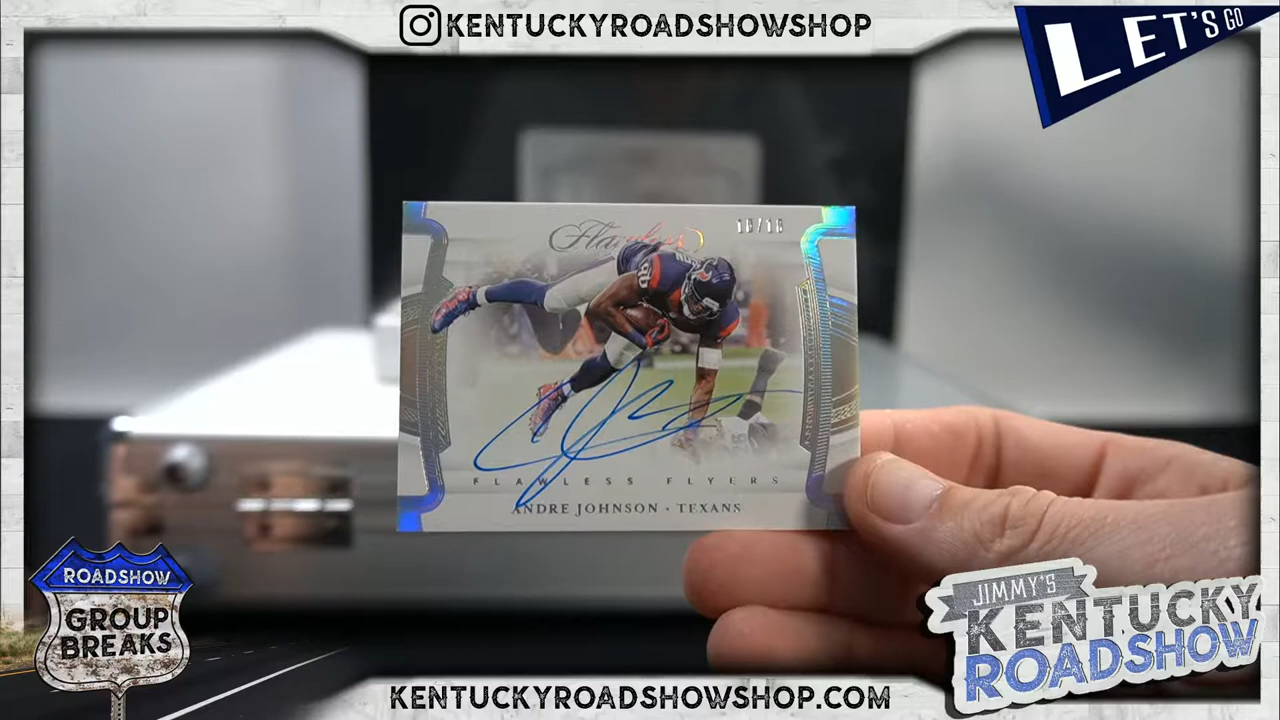 KENTUCKYROADSHOWSHOP
LET'S GO
Flawless
FLAWLESS FLYERS
ANDRE JOHNSON • TEXANS
ROADSHOW
GROUP
BREAKS
JIMMY'S
KENTUCKY
ROADSHOW
KENTUCKYROADSHOWSHOP.COM